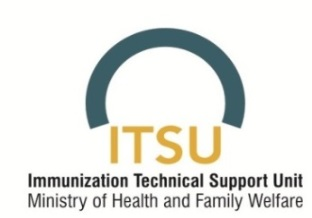 ITSU
Immunization Technical Support Unit
Ministry of Health and Family Welfare